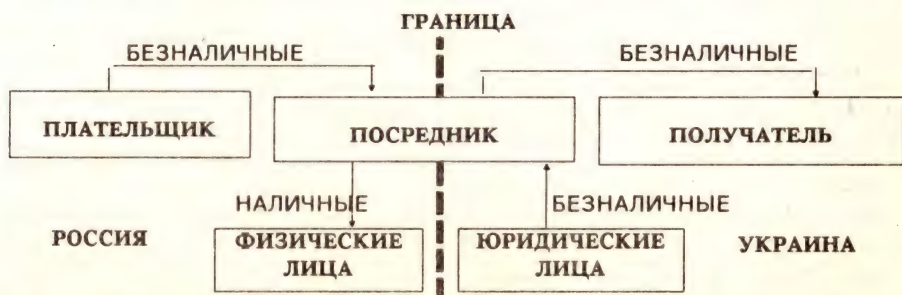 ГРАНИЦА
БЕЗНАЛИЧНЫЕ БЕЗНАЛИЧНЫЕ
ПЛАТЕЛЬЩИК ПОСРЕДНИК ПОЛУЧАТЕЛЬ
НАЛИЧНЫЕ БЕЗНАЛИЧНЫЕ
РОССИЯ ФИЗИЧЕСКИЕ ЮРИДИЧЕСКИЕ УКРАИНА
ЛИЦА ЛИЦА